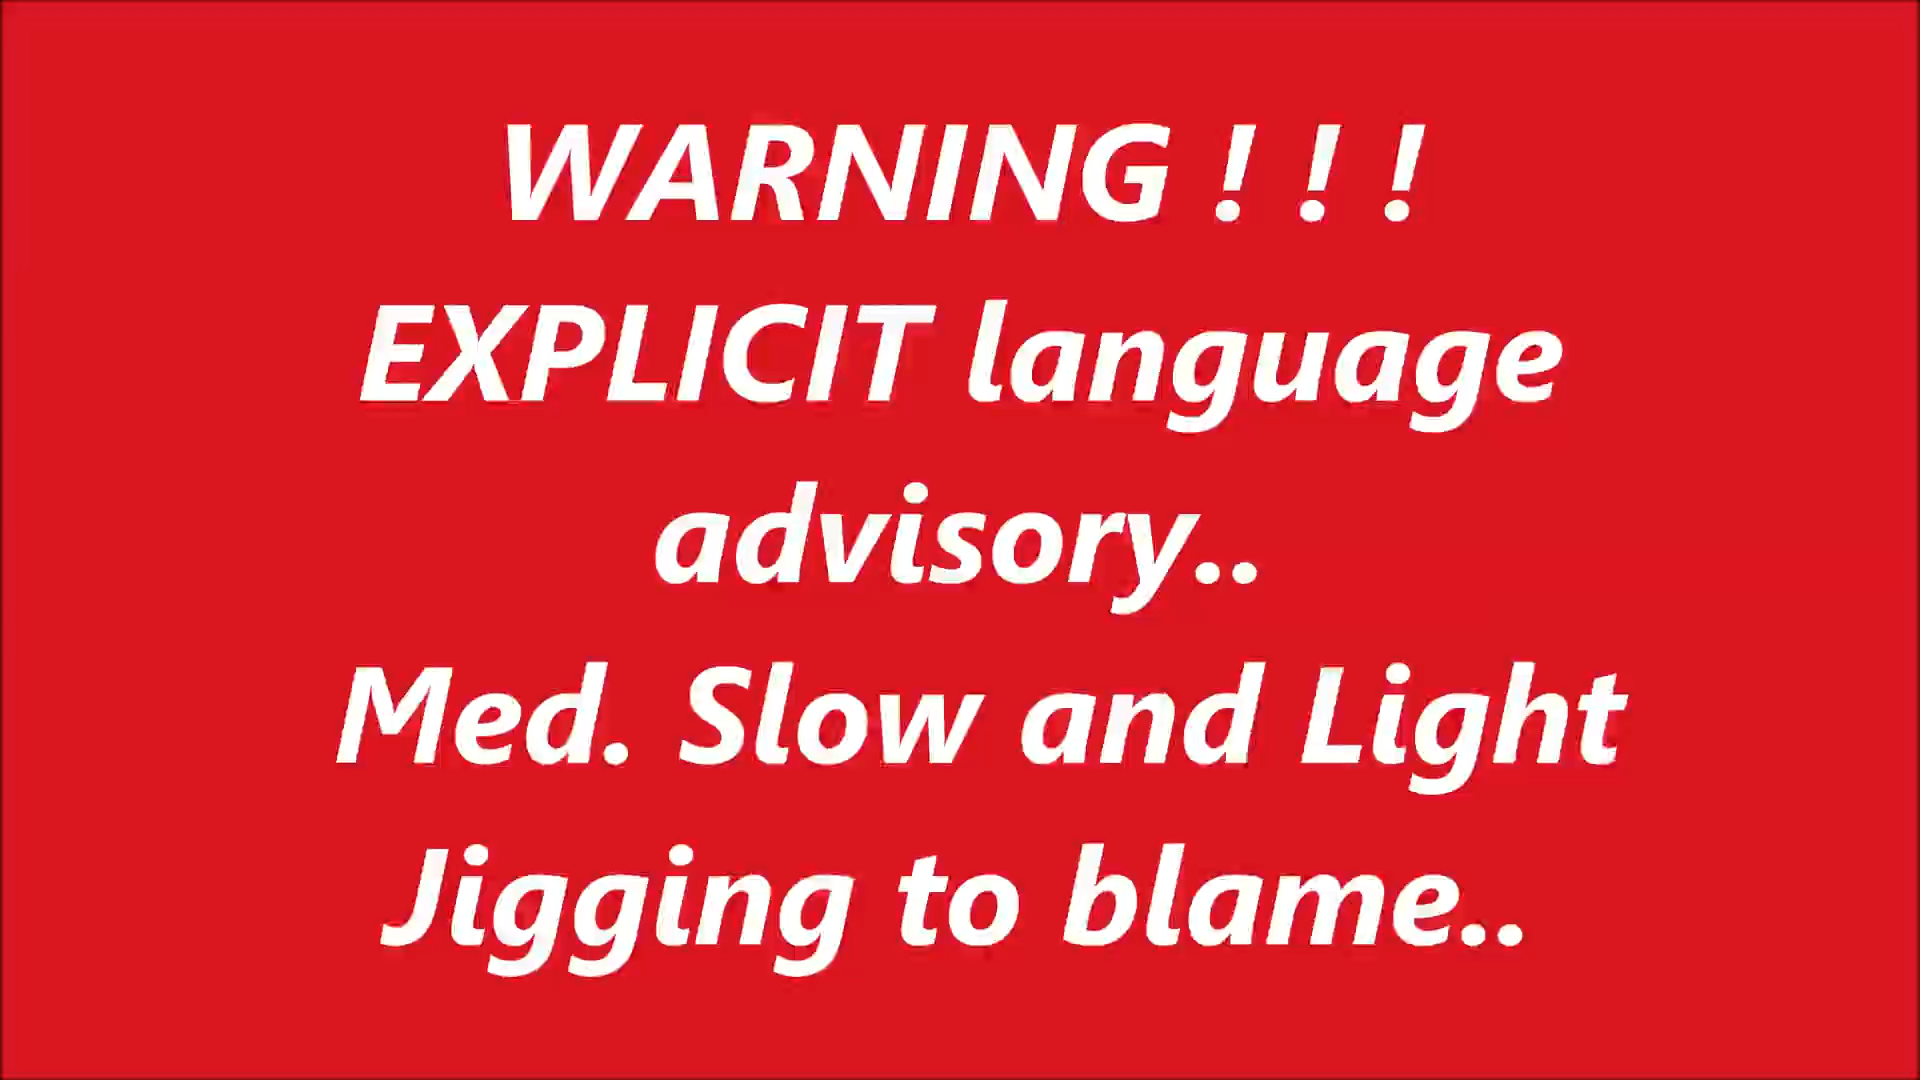 WARNING ! ! !
EXPLICIT language
advisory..
Med. Slow and Light
Jigging to blame..